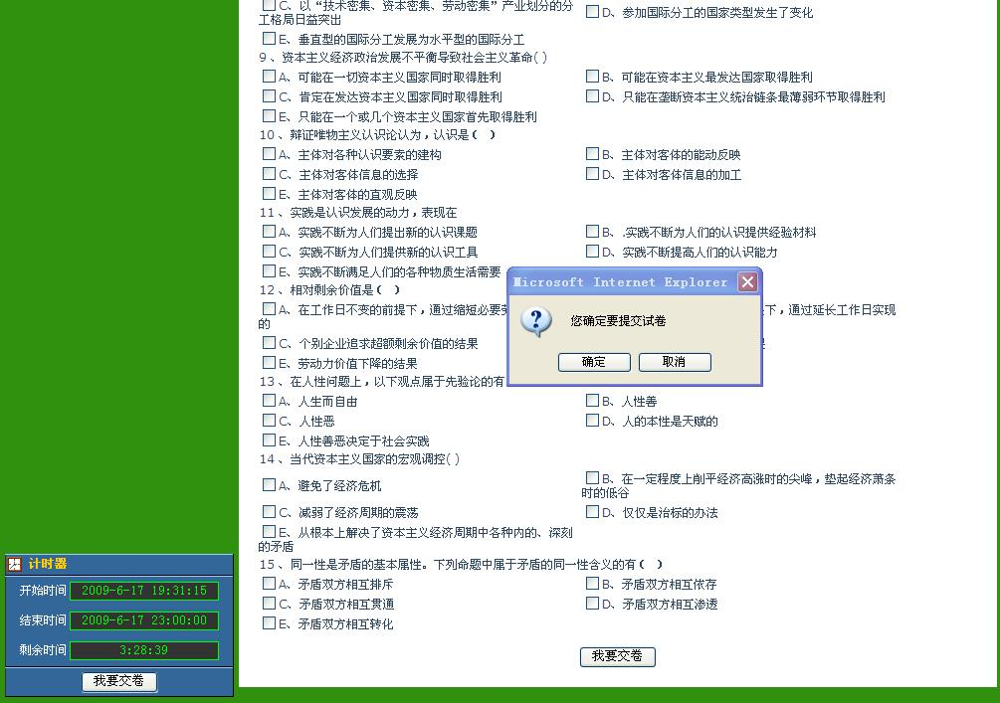 C、以“技术密集、资本密集、劳动密集”产业划分的分
工格局日益突出
D、参加国际分工的国家类型发生了变化
E、垂直型的国际分工发展为水平型的国际分工
9、资本主义经济政治发展不平衡导致社会主义革命( )
A、可能在一切资本主义国家同时取得胜利
B、可能在资本主义最发达国家取得胜利
C、肯定在发达资本主义国家同时取得胜利
D、只能在垄断资本主义统治链条最薄弱环节取得胜利
E、只能在一个或几个资本主义国家首先取得胜利
10、辩证唯物主义认识论认为，认识是（ ）
A、主体对各种认识要素的建构
B、主体对客体的能动反映
C、主体对客体信息的选择
D、主体对客体信息的加工
E、主体对客体的直观反映
11、实践是认识发展的动力，表现在
A、实践不断为人们提出新的认识课题
B、.实践不断为人们的认识提供经验材料
C、实践不断为人们提供新的认识工具
D、实践不断提高人们的认识能力
E、实践不断满足人们的各种物质生活需要
12、相对剩余价值是（ ）
A、在工作日不变的前提下，通过缩短必要
下，通过延长工作日实现
的
C、个别企业追求超额剩余价值的结果
E、劳动力价值下降的结果
13、在人性问题上，以下观点属于先验论的有
A、人生而自由
B、人性善
C、人性恶
D、人的本性是天赋的
E、人性善恶决定于社会实践
14、当代资本主义国家的宏观调控( )
A、避免了经济危机
B、在一定程度上削平经济高涨时的尖峰，垫起经济萧条
时的低谷
C、减弱了经济周期的震荡
D、仅仅是治标的办法
E、从根本上解决了资本主义经济周期中各种内的、深刻
的矛盾
15、同一性是矛盾的基本属性。下列命题中属于矛盾的同一性含义的有（ ）
A、矛盾双方相互排斥
B、矛盾双方相互依存
C、矛盾双方相互贯通
D、矛盾双方相互渗透
E、矛盾双方相互转化
我要交卷
Microsoft Internet Explorer
您确定要提交试卷
确定
取消
计时器
开始时间 2009-6-17 19:31:15
结束时间 2009-6-17 23:00:00
剩余时间 3:28:39
我要交卷